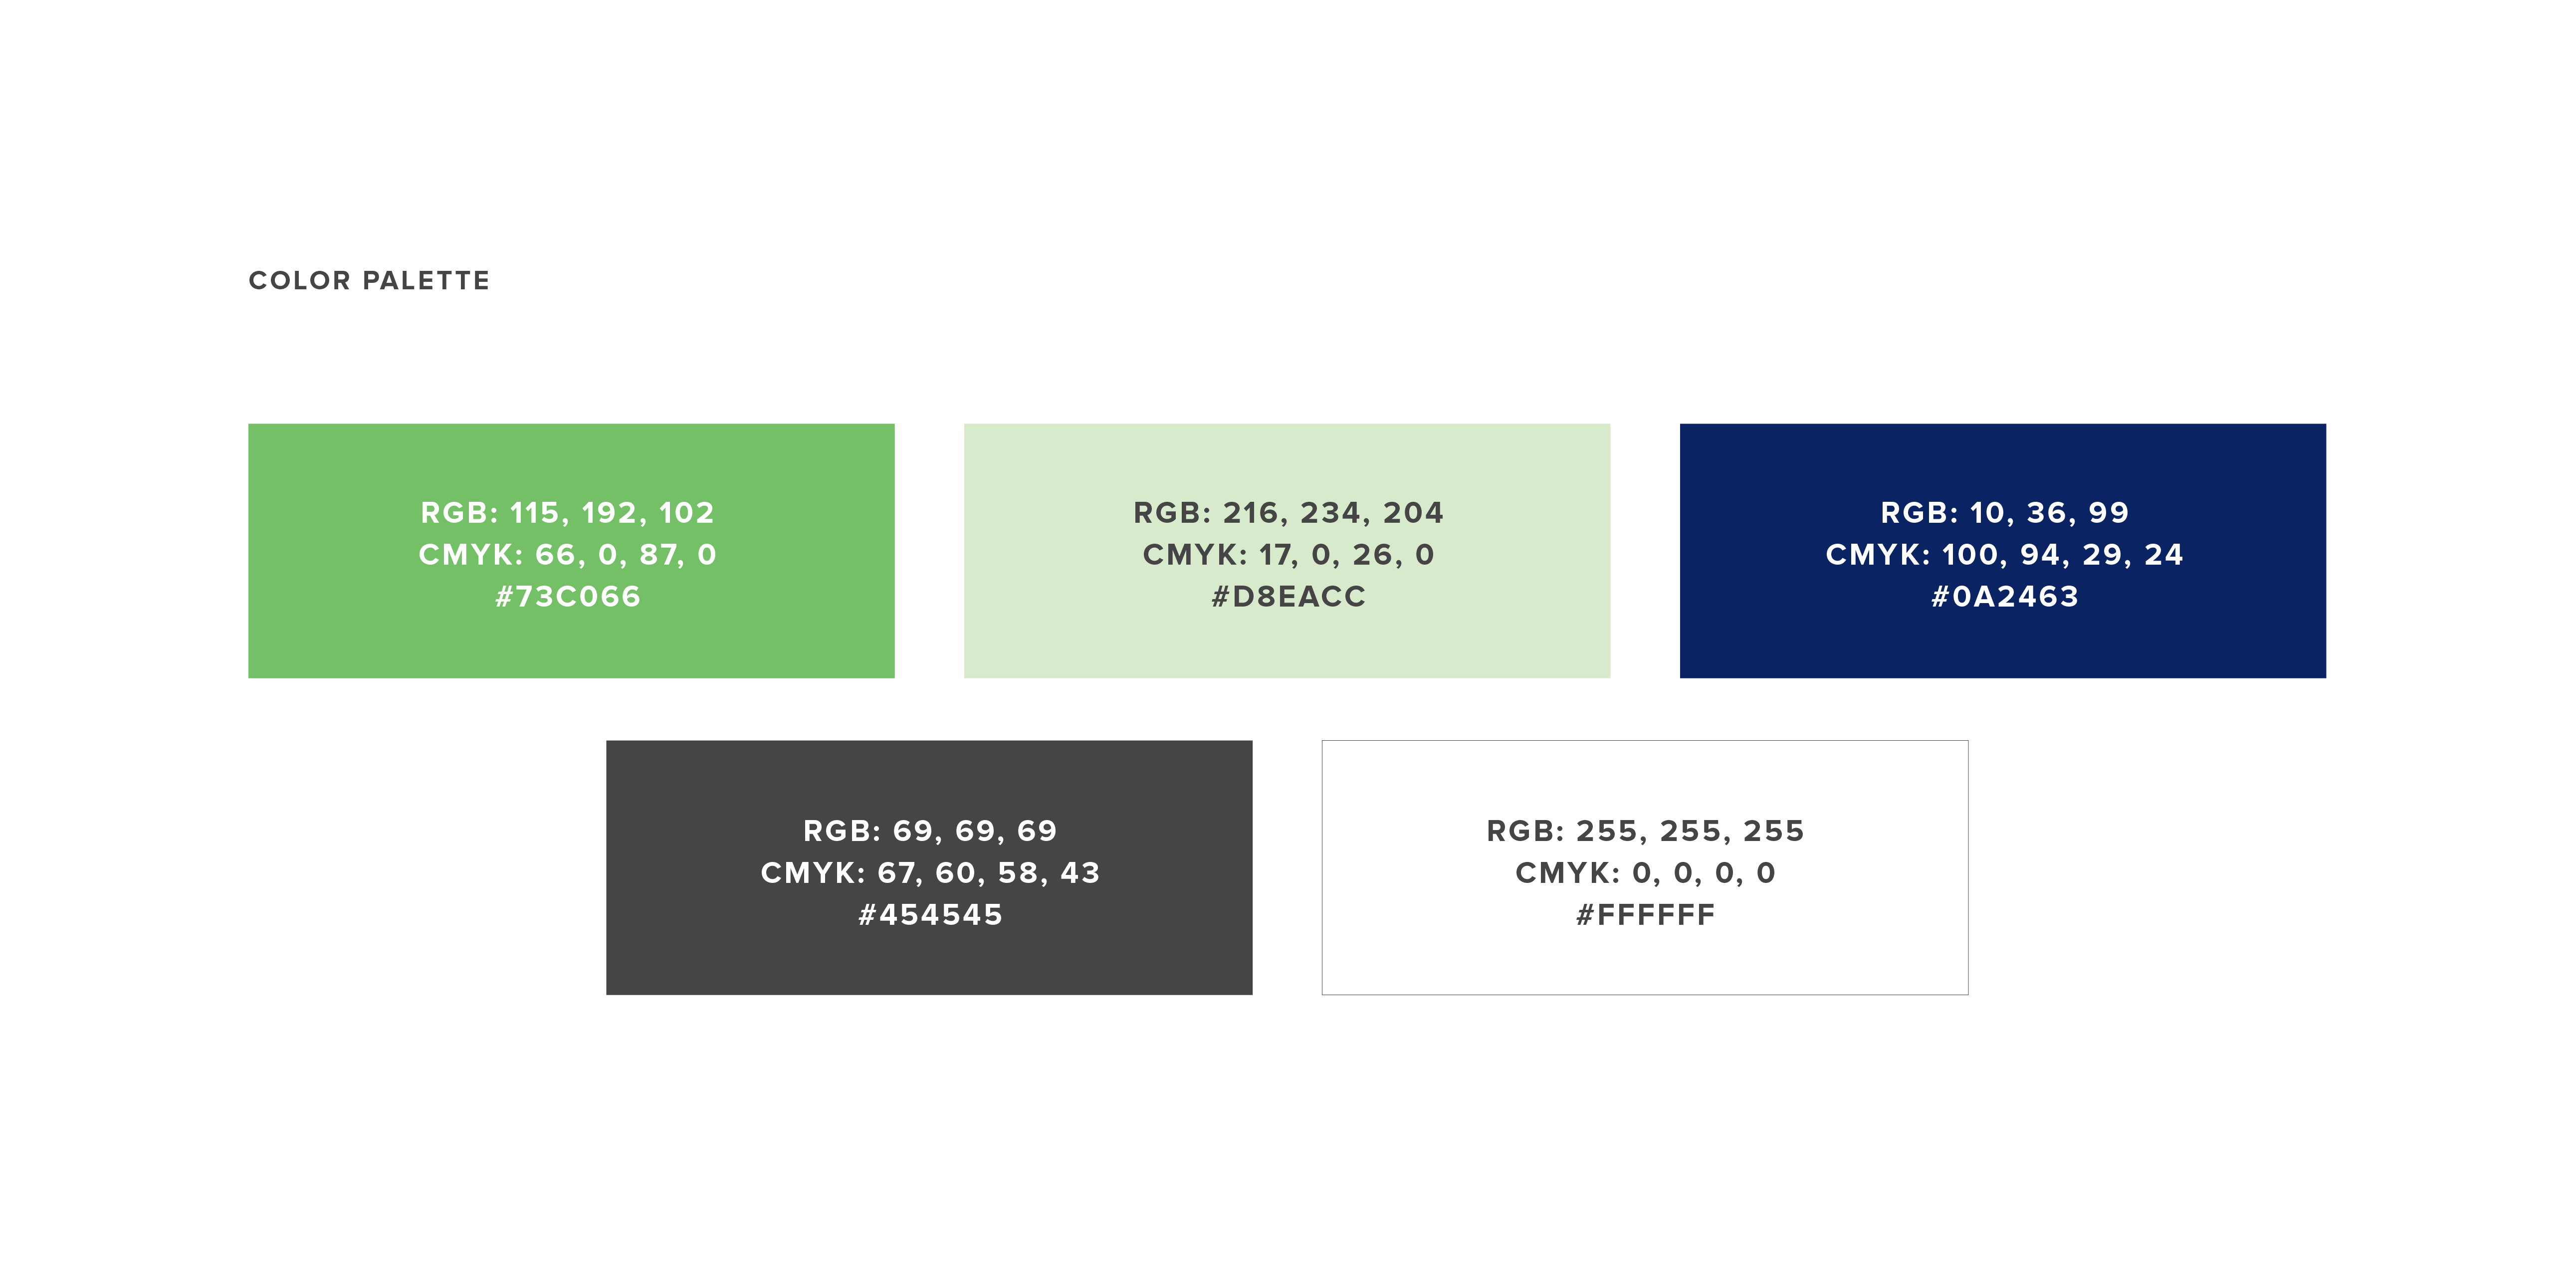 COLOR PALETTE
RGB: 115, 192, 102
CMYK: 66, 0, 87, 0
#73C066
RGB: 216, 234, 204
CMYK: 17, 0, 26, 0
#D8EACC
RGB: 10, 36, 99
CMYK: 100, 94, 29, 24
#0A2463
RGB: 69, 69, 69
CMYK: 67, 60, 58, 43
#454545
RGB: 255, 255, 255
CMYK: 0, 0, 0, 0
#FFFFFF